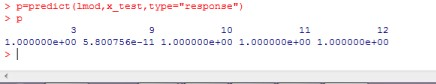 > p=predict(lmod,x_test,type="response")
> p
3 9 10 11 12
1.000000e+00 5.800756e-11 1.000000e+00 1.000000e+00 1.000000e+00
>